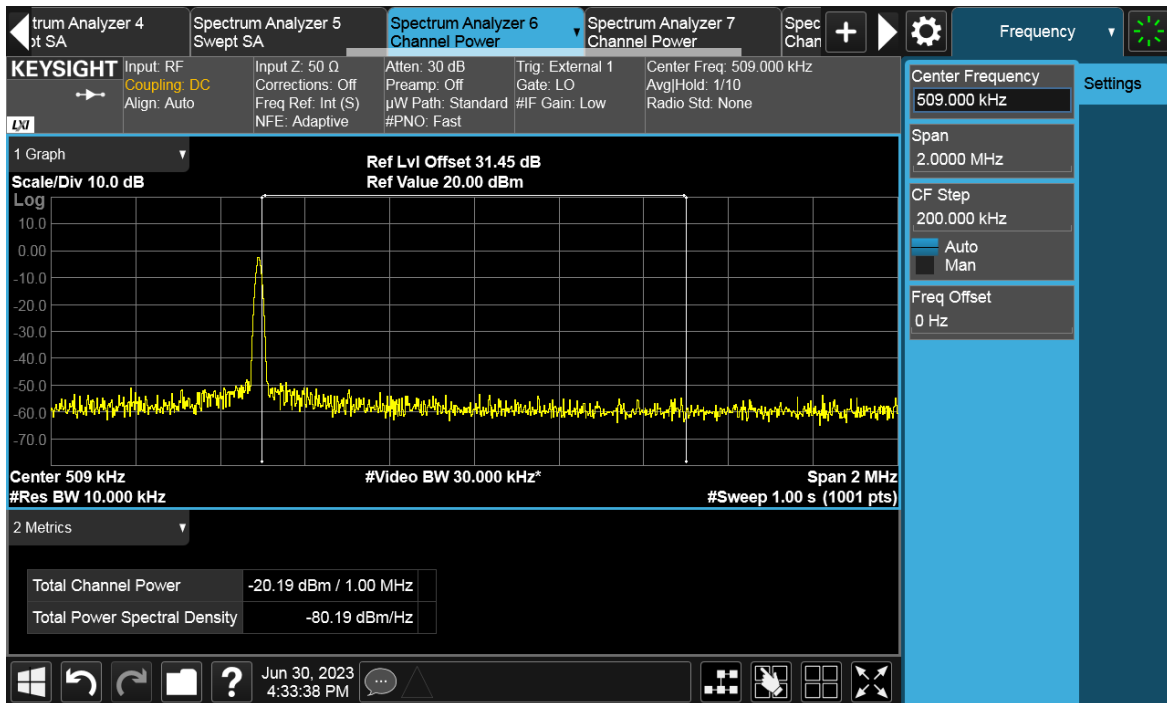 trum Analyzer 4
pt SA
Spectrum Analyzer 5
Swept SA
Spectrum Analyzer 6
Channel Power
Spectrum Analyzer 7
Channel Power
Spec
Chan
+
Frequency
KEYSIGHT
LXI
Input: RF
Coupling: DC
Align: Auto
Input Z: 50 Ω
Corrections: Off
Freq Ref: Int (S)
NFE: Adaptive
Atten: 30 dB
Preamp: Off
µW Path: Standard
#PNO: Fast
Trig: External 1
Gate: LO
#IF Gain: Low
Center Freq: 509.000 kHz
Avg|Hold: 1/10
Radio Std: None
Center Frequency
509.000 kHz
Settings
Span
2.0000 MHz
CF Step
200.000 kHz
Auto
Man
Freq Offset
0 Hz
1 Graph
Scale/Div 10.0 dB
Ref Lvl Offset 31.45 dB
Ref Value 20.00 dBm
Log
10.0
0.00
-10.0
-20.0
-30.0
-40.0
-50.0
-60.0
-70.0
Center 509 kHz
#Res BW 10.000 kHz
#Video BW 30.000 kHz*
Span 2 MHz
#Sweep 1.00 s (1001 pts)
2 Metrics
Total Channel Power -20.19 dBm / 1.00 MHz
Total Power Spectral Density -80.19 dBm/Hz
?
Jun 30, 2023
4:33:38 PM